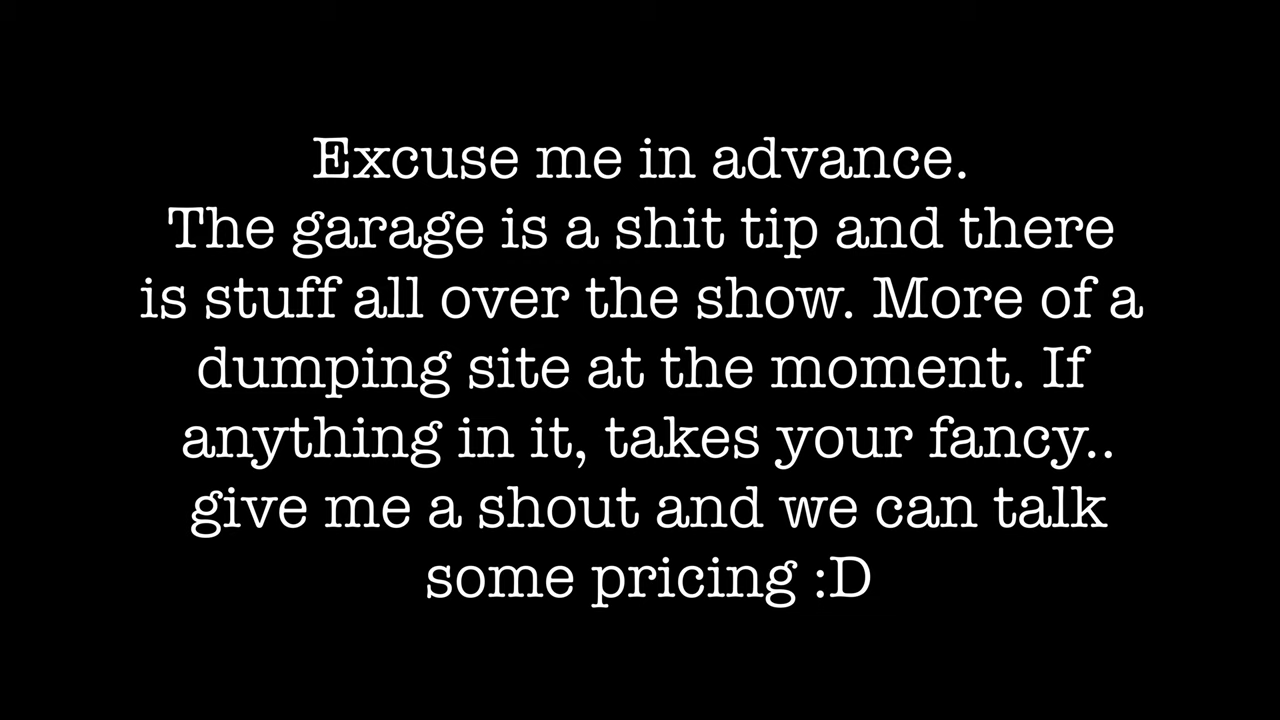 Excuse me in advance.
The garage is a shit tip and there
is stuff all over the show. More of a
dumping site at the moment. If
anything in it, takes your fancy..
give me a shout and we can talk
some pricing :D